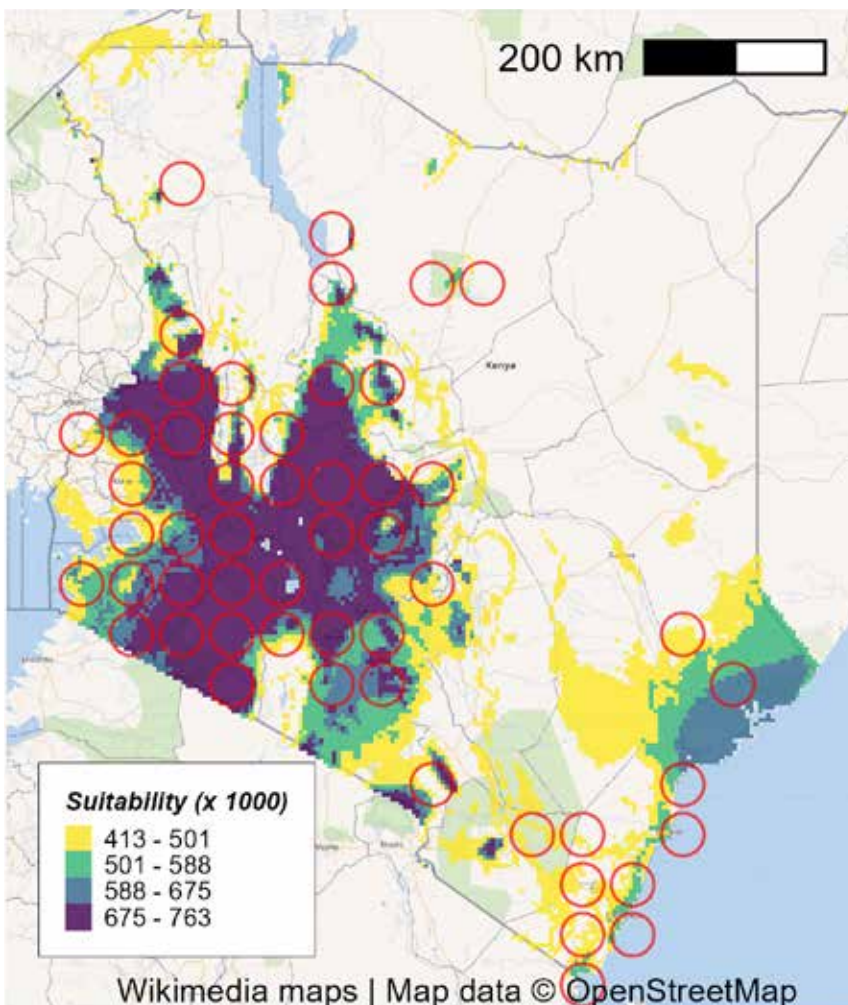 200 km
Kenya
Suitability (x 1000)
413 - 501
501 - 588
588 - 675
675 - 763
Wikimedia maps | Map data © OpenStreetMap